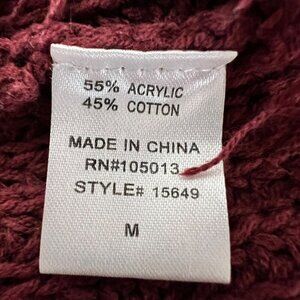 55% ACRYLIC
45% COTTON
MADE IN CHINA
RN#105013
STYLE# 15649
M